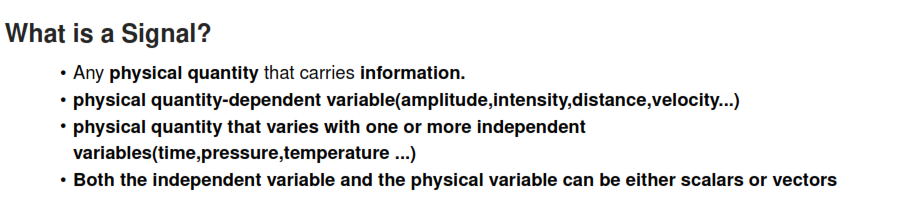 What is a Signal?
• Any physical quantity that carries information.
• physical quantity-dependent variable(amplitude,intensity,distance,velocity...)
• physical quantity that varies with one or more independent
variables(time,pressure,temperature ...)
• Both the independent variable and the physical variable can be either scalars or vectors